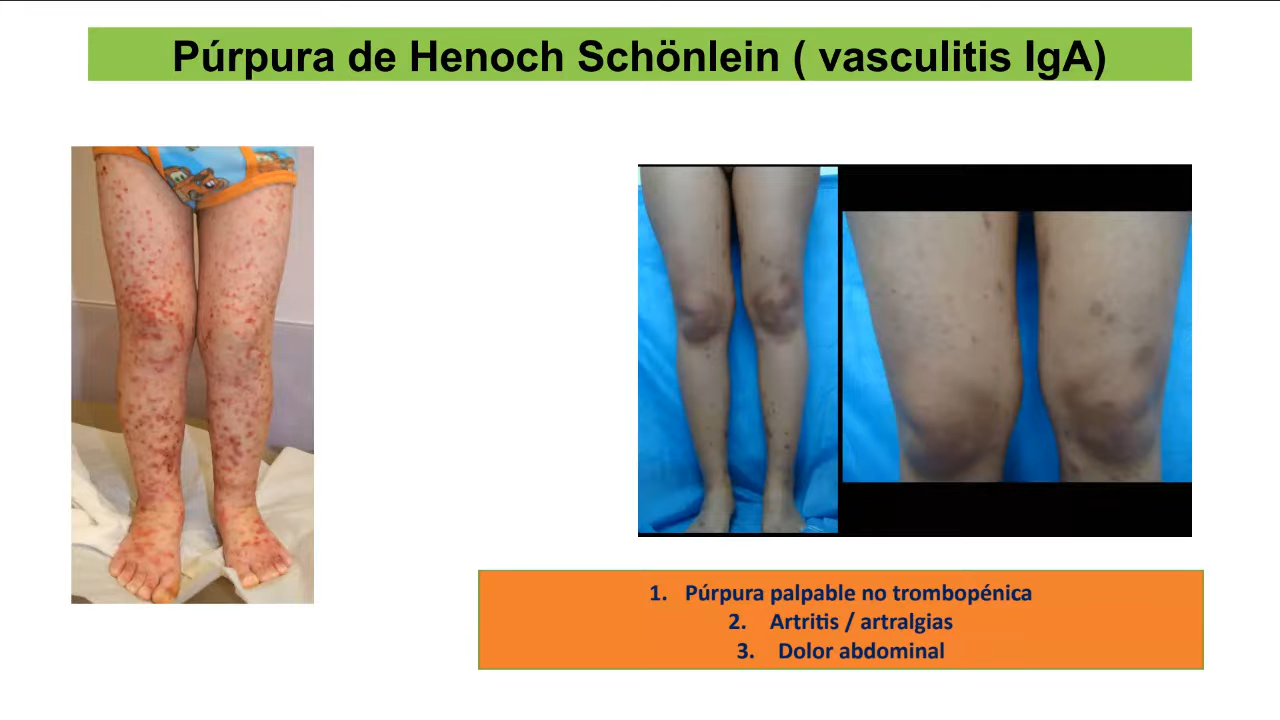 Púrpura de Henoch Schönlein ( vasculitis IgA)
1. Púrpura palpable no trombopénica
2. Artritis / artralgias
3. Dolor abdominal